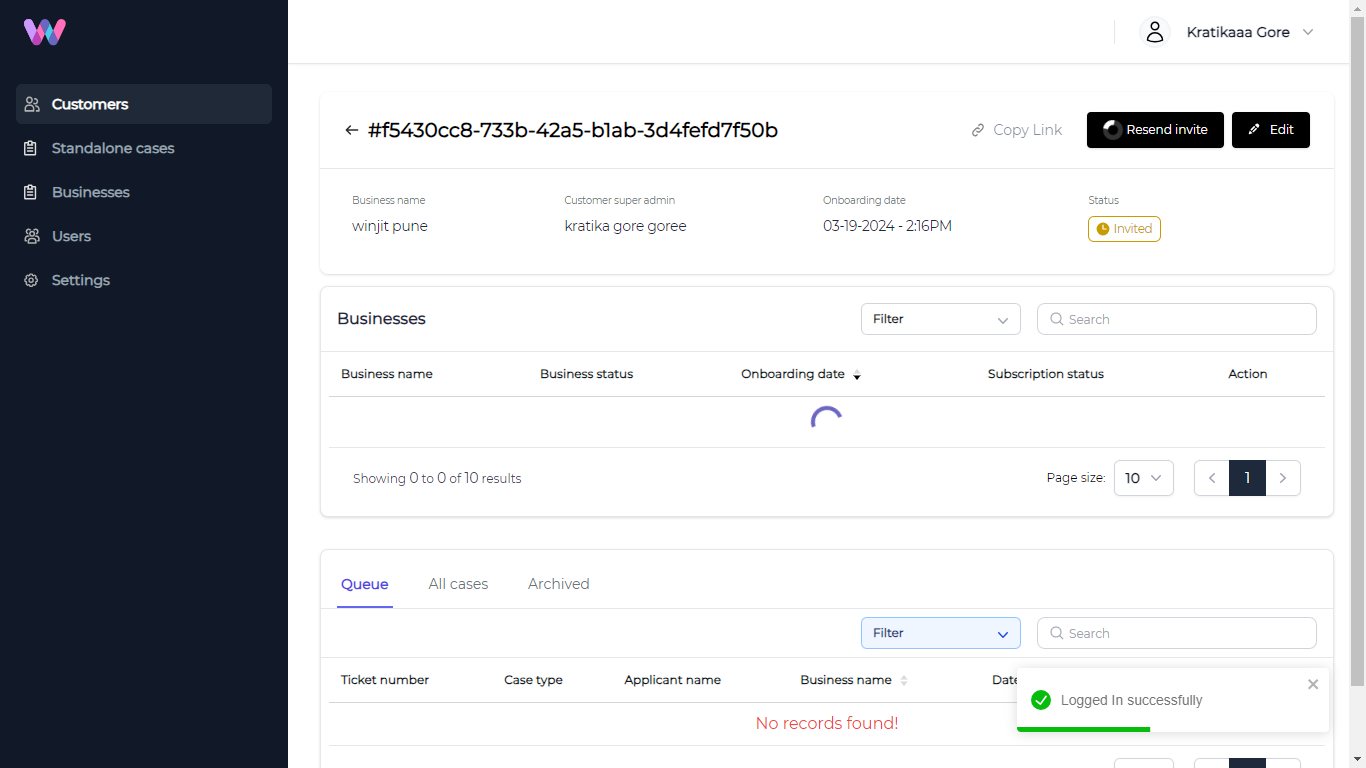 Kratikaaa Gore
Customers
Standalone cases
Businesses
Users
Settings
#f5430cc8-733b-42a5-b1ab-3d4fefd7f50b
Copy Link
Resend invite
Edit
Business name
Customer super admin
Onboarding date
Status
winjit pune
kratika gore goree
03-19-2024 - 2:16PM
Invited
Businesses
Filter
Search
Business name
Business status
Onboarding date
Subscription status
Action
Showing 0 to 0 of 10 results
Page size:
10
1
Queue
All cases
Archived
Filter
Search
Ticket number
Case type
Applicant name
Business name
Date
No records found!
Logged In successfully